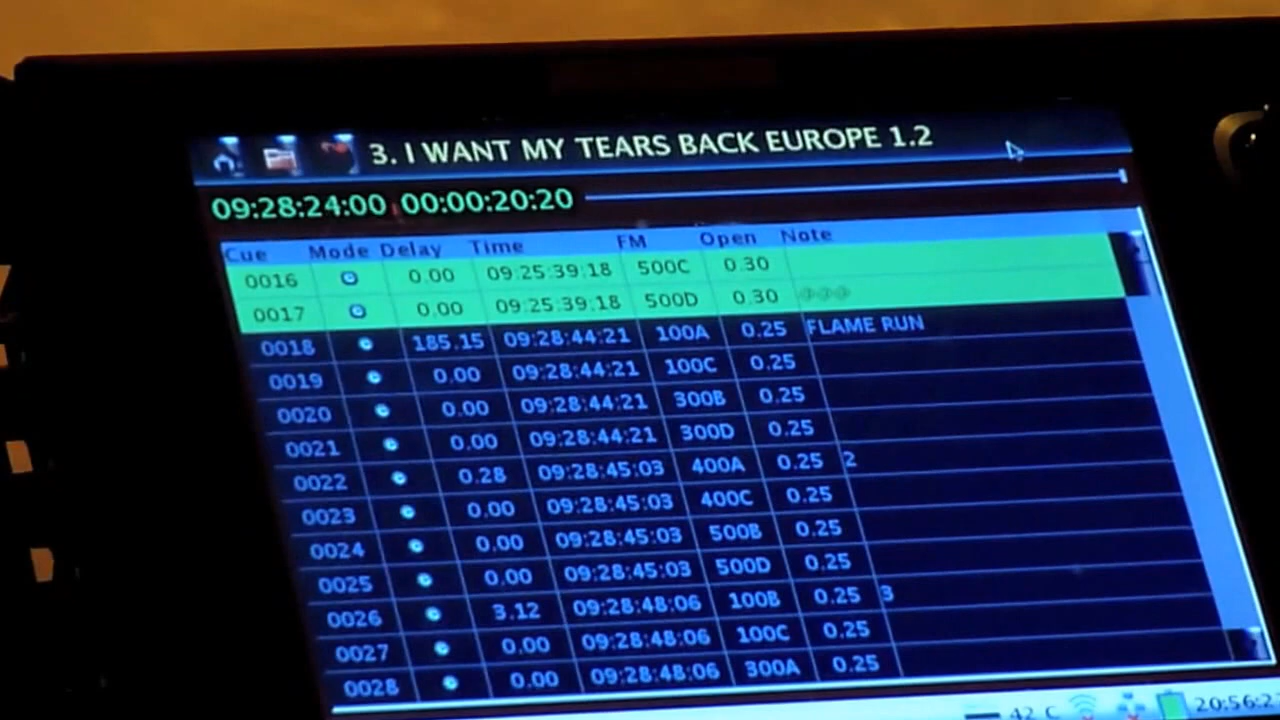 3. I WANT MY TEARS BACK EUROPE 1.2
09:28:24:00 00:00:20:20
Cue Mode Delay Time FM Open Note
0016 0.00 09:25:39:18 500C 0.30
0017 0.00 09:25:39:18 500D 0.30
0018 185.15 09:28:44:21 100A 0.25 FLAME RUN
0019 0.00 09:28:44:21 100C 0.25
0020 0.00 09:28:44:21 300B 0.25
0021 0.00 09:28:44:21 300D 0.25
0022 0.28 09:28:45:03 400A 0.25 2
0023 0.00 09:28:45:03 400C 0.25
0024 0.00 09:28:45:03 500B 0.25
0025 0.00 09:28:45:03 500D 0.25
0026 3.12 09:28:48:06 100B 0.25 3
0027 0.00 09:28:48:06 100C 0.25
0028 0.00 09:28:48:06 300A 0.25
42 C 20:56:2